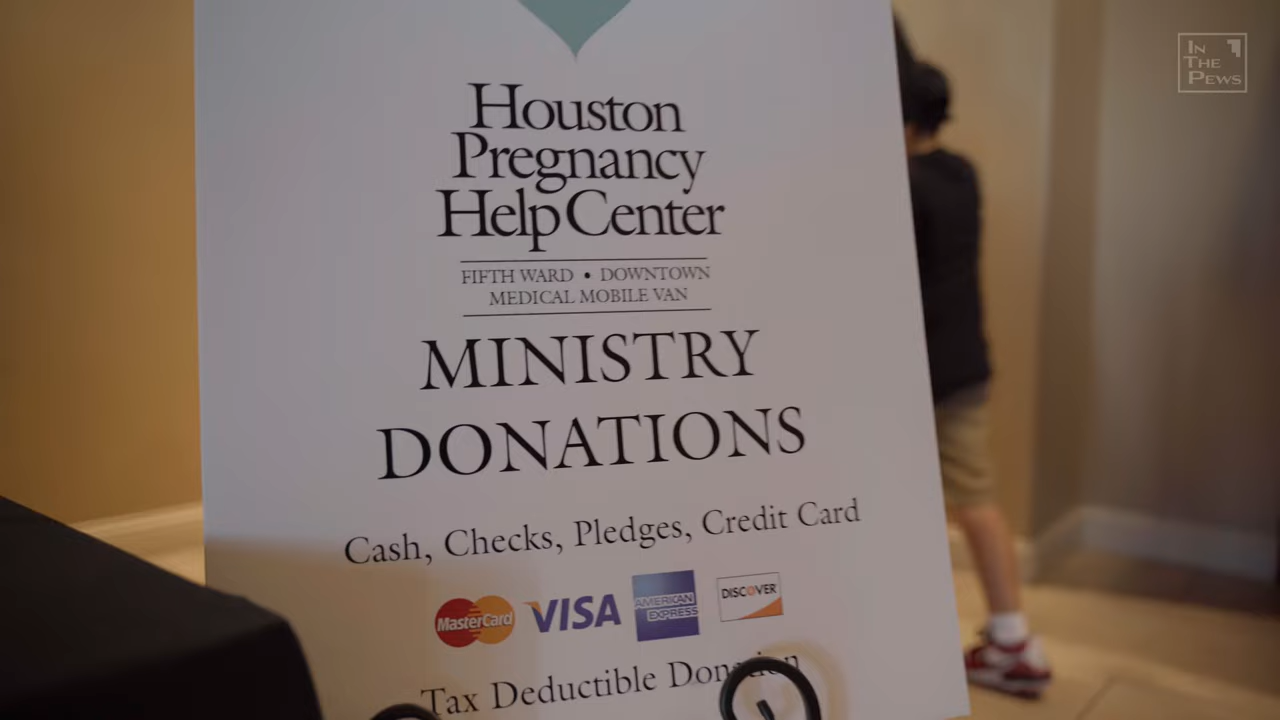 In
The
Pews
Houston
Pregnancy
Help Center
FIFTH WARD • DOWNTOWN
MEDICAL MOBILE VAN
MINISTRY
DONATIONS
Cash, Checks, Pledges, Credit Card
MasterCard VISA AMERICAN EXPRESS DISCOVER
Tax Deductible Donation